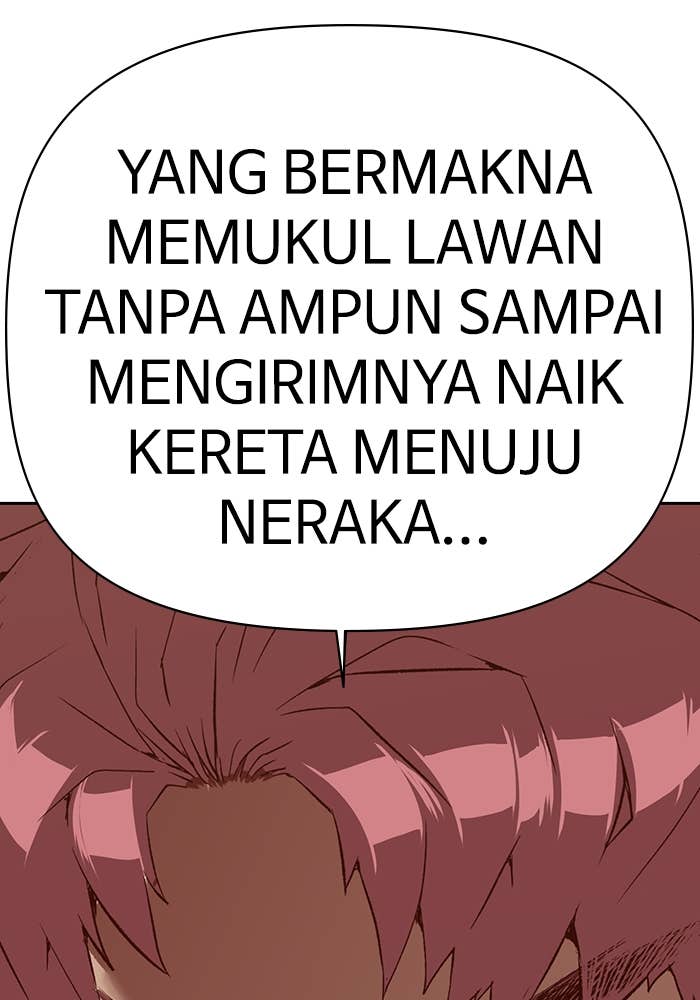 YANG BERMAKNA
MEMUKUL LAWAN
TANPA AMPUN SAMPAI
MENGIRIMNYA NAIK
KERETA MENUJU
NERAKA...